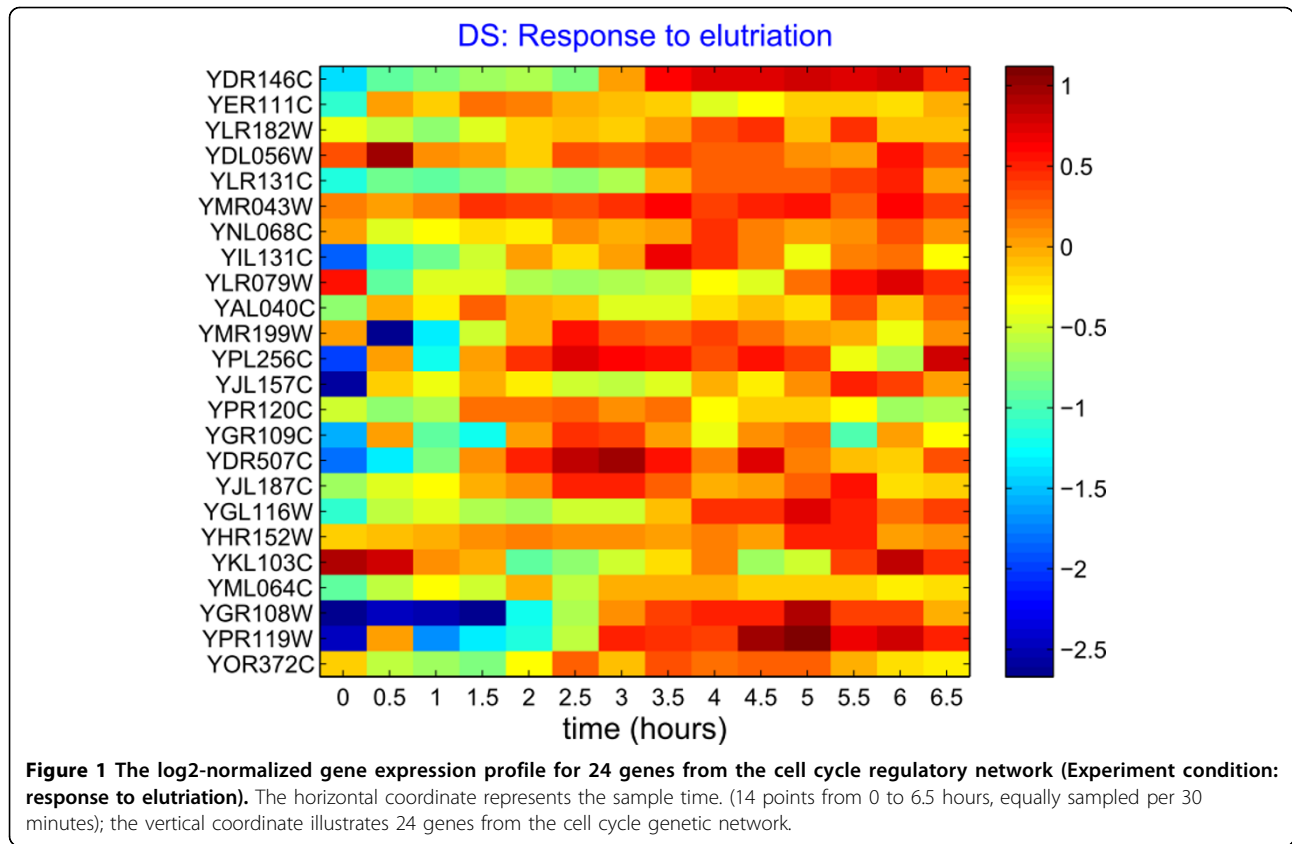 DS: Response to elutriation
YDR146C
YER111C
YLR182W
YDL056W
YLR131C
YMR043W
YNL068C
YIL131C
YLR079W
YAL040C
YMR199W
YPL256C
YJL157C
YPR120C
YGR109C
YDR507C
YJL187C
YGL116W
YHR152W
YKL103C
YML064C
YGR108W
YPR119W
YOR372C
0 0.5 1 1.5 2 2.5 3 3.5 4 4.5 5 5.5 6 6.5
time (hours)
1
0.5
0
−0.5
−1
−1.5
−2
−2.5
Figure 1 The log2-normalized gene expression profile for 24 genes from the cell cycle regulatory network (Experiment condition:
response to elutriation). The horizontal coordinate represents the sample time. (14 points from 0 to 6.5 hours, equally sampled per 30
minutes); the vertical coordinate illustrates 24 genes from the cell cycle genetic network.